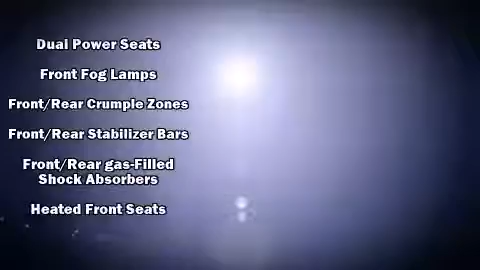 Dual Power Seats
Front Fog Lamps
Front/Rear Crumple Zones
Front/Rear Stabilizer Bars
Front/Rear gas-Filled
Shock Absorbers
Heated Front Seats